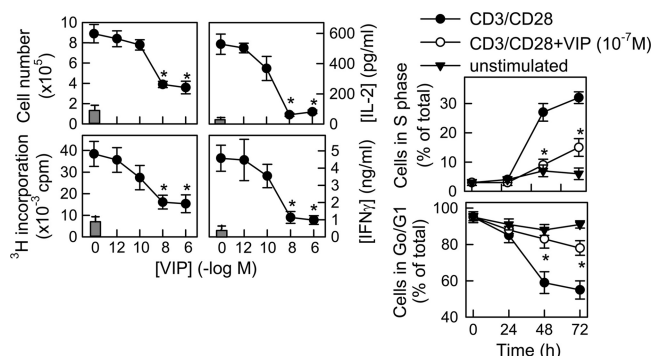 CD3/CD28
CD3/CD28+VIP (10⁻⁷M)
unstimulated
Cell number
(x10⁵)
10
8
6
4
2
0
* *
600
400
200
0
[IL-2] (pg/ml)
* *
³H incorporation
(x10⁻³ cpm)
40
30
20
10
0
* *
5
4
3
2
1
0
[IFNγ] (ng/ml)
* *
0 12 10 8 6
0 12 10 8 6
[VIP] (-log M)
Cells in S phase
(% of total)
30
20
10
0
* *
Cells in Go/G1
(% of total)
100
80
60
40
* *
0 24 48 72
Time (h)